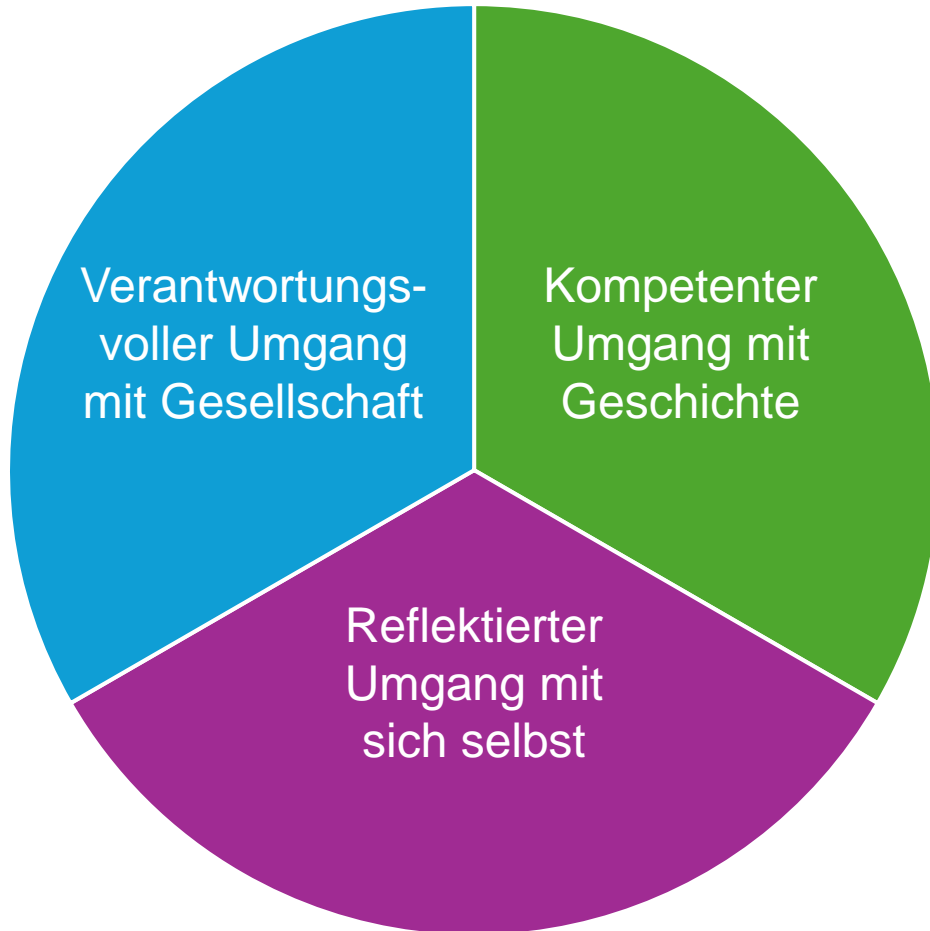 Verantwortungs-
voller Umgang
mit Gesellschaft
Kompetenter
Umgang mit
Geschichte
Reflektierter
Umgang mit
sich selbst